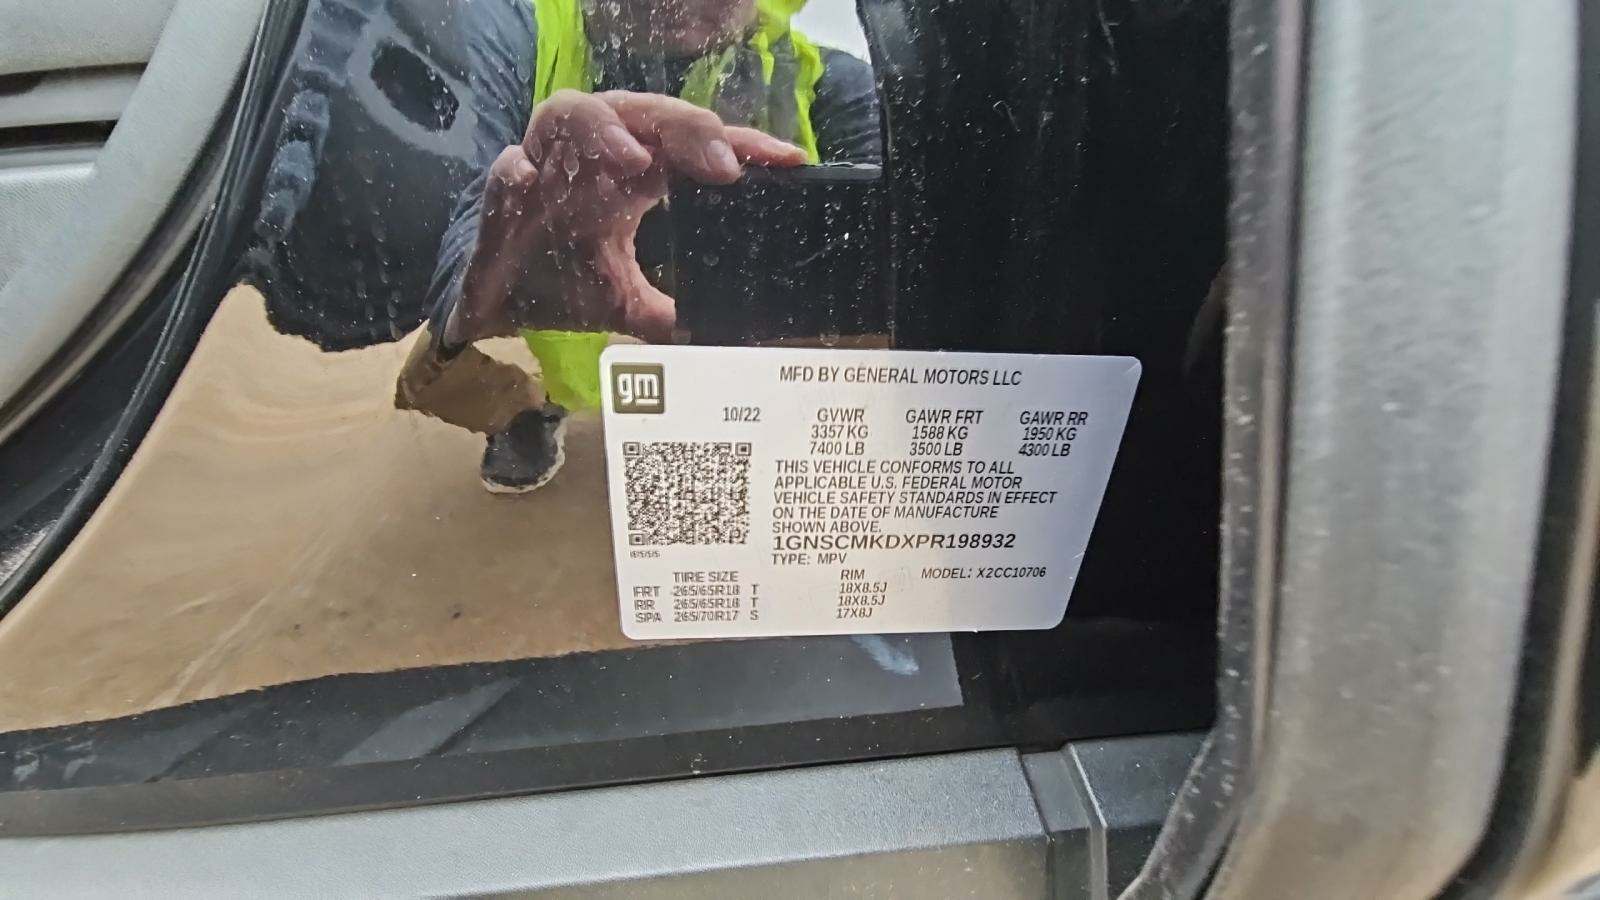 gm
MFD BY GENERAL MOTORS LLC
10/22 GVWR GAWR FRT GAWR RR
3357 KG 1588 KG 1950 KG
7400 LB 3500 LB 4300 LB
THIS VEHICLE CONFORMS TO ALL
APPLICABLE U.S. FEDERAL MOTOR
VEHICLE SAFETY STANDARDS IN EFFECT
ON THE DATE OF MANUFACTURE
SHOWN ABOVE.
1GNSCMKDXPR198932
TYPE: MPV
TIRE SIZE RIM MODEL: X2CC10706
FRT 265/65R18 T 18X8.5J
RR 265/65R18 T 18X8.5J
SPA 265/70R17 S 17X8J